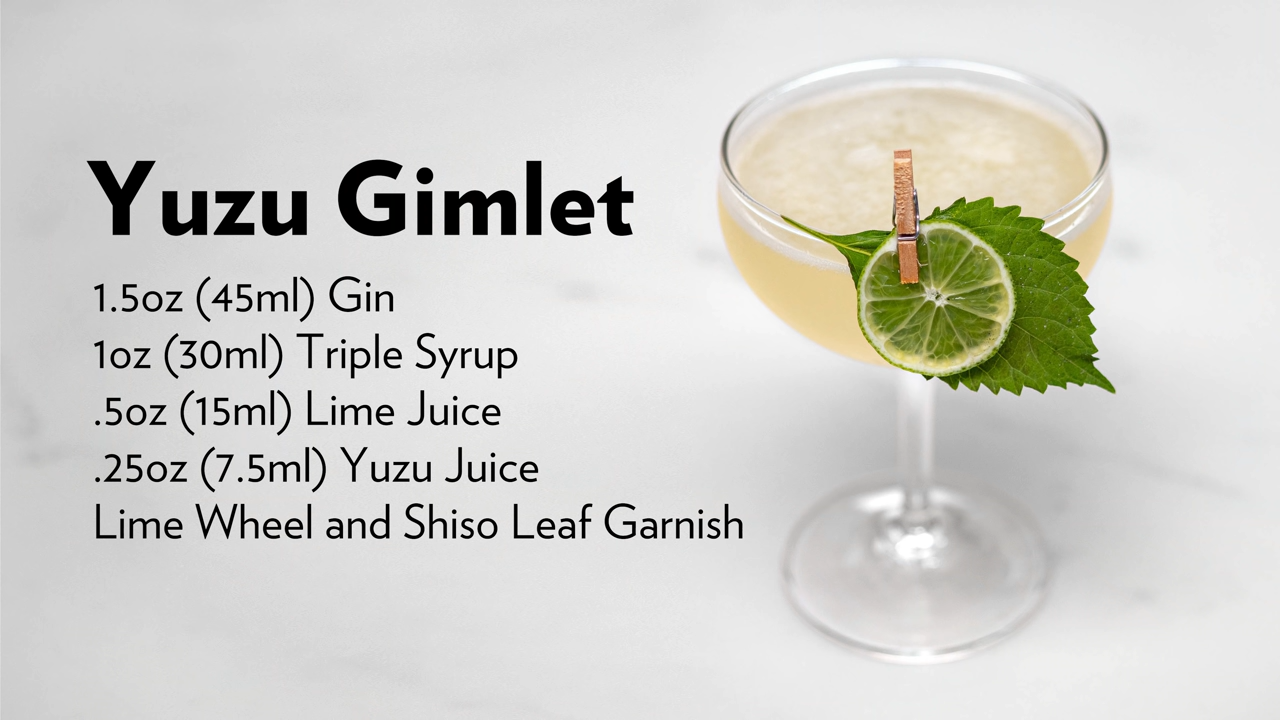 Yuzu Gimlet
1.5oz (45ml) Gin
1oz (30ml) Triple Syrup
.5oz (15ml) Lime Juice
.25oz (7.5ml) Yuzu Juice
Lime Wheel and Shiso Leaf Garnish